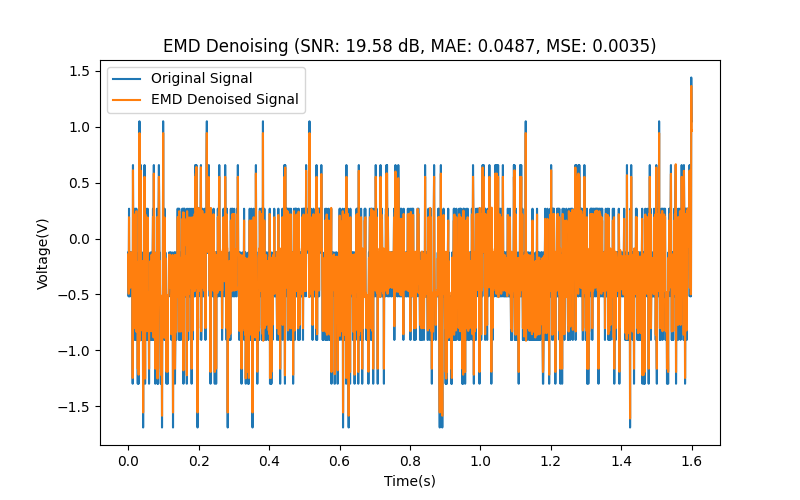 EMD Denoising (SNR: 19.58 dB, MAE: 0.0487, MSE: 0.0035)
Original Signal
EMD Denoised Signal
1.5
1.0
0.5
0.0
−0.5
−1.0
−1.5
Voltage(V)
0.0 0.2 0.4 0.6 0.8 1.0 1.2 1.4 1.6
Time(s)